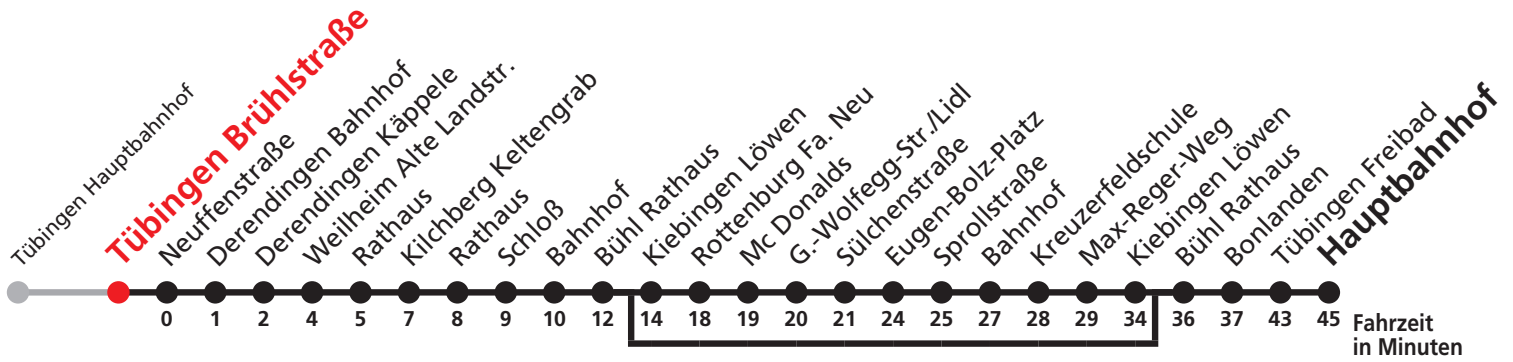 Tübingen Hauptbahnhof
Tübingen Brühlstraße
Neuffenstraße
Derendingen Bahnhof
Derendingen Käppele
Weilheim Alte Landstr.
Rathaus
Kilchberg Keltengrab
Rathaus
Schloß
Bahnhof
Bühl Rathaus
Kiebingen Löwen
Rottenburg Fa. Neu
Mc Donalds
G.-Wolfegg-Str./Lidl
Sülchenstraße
Eugen-Bolz-Platz
Sprollstraße
Bahnhof
Kreuzerfeldschule
Max-Reger-Weg
Kiebingen Löwen
Bühl Rathaus
Bonlanden
Tübingen Freibad
Hauptbahnhof
0 1 2 4 5 7 8 9 10 12 14 18 19 20 21 24 25 27 28 29 34 36 37 43 45 Fahrzeit
in Minuten